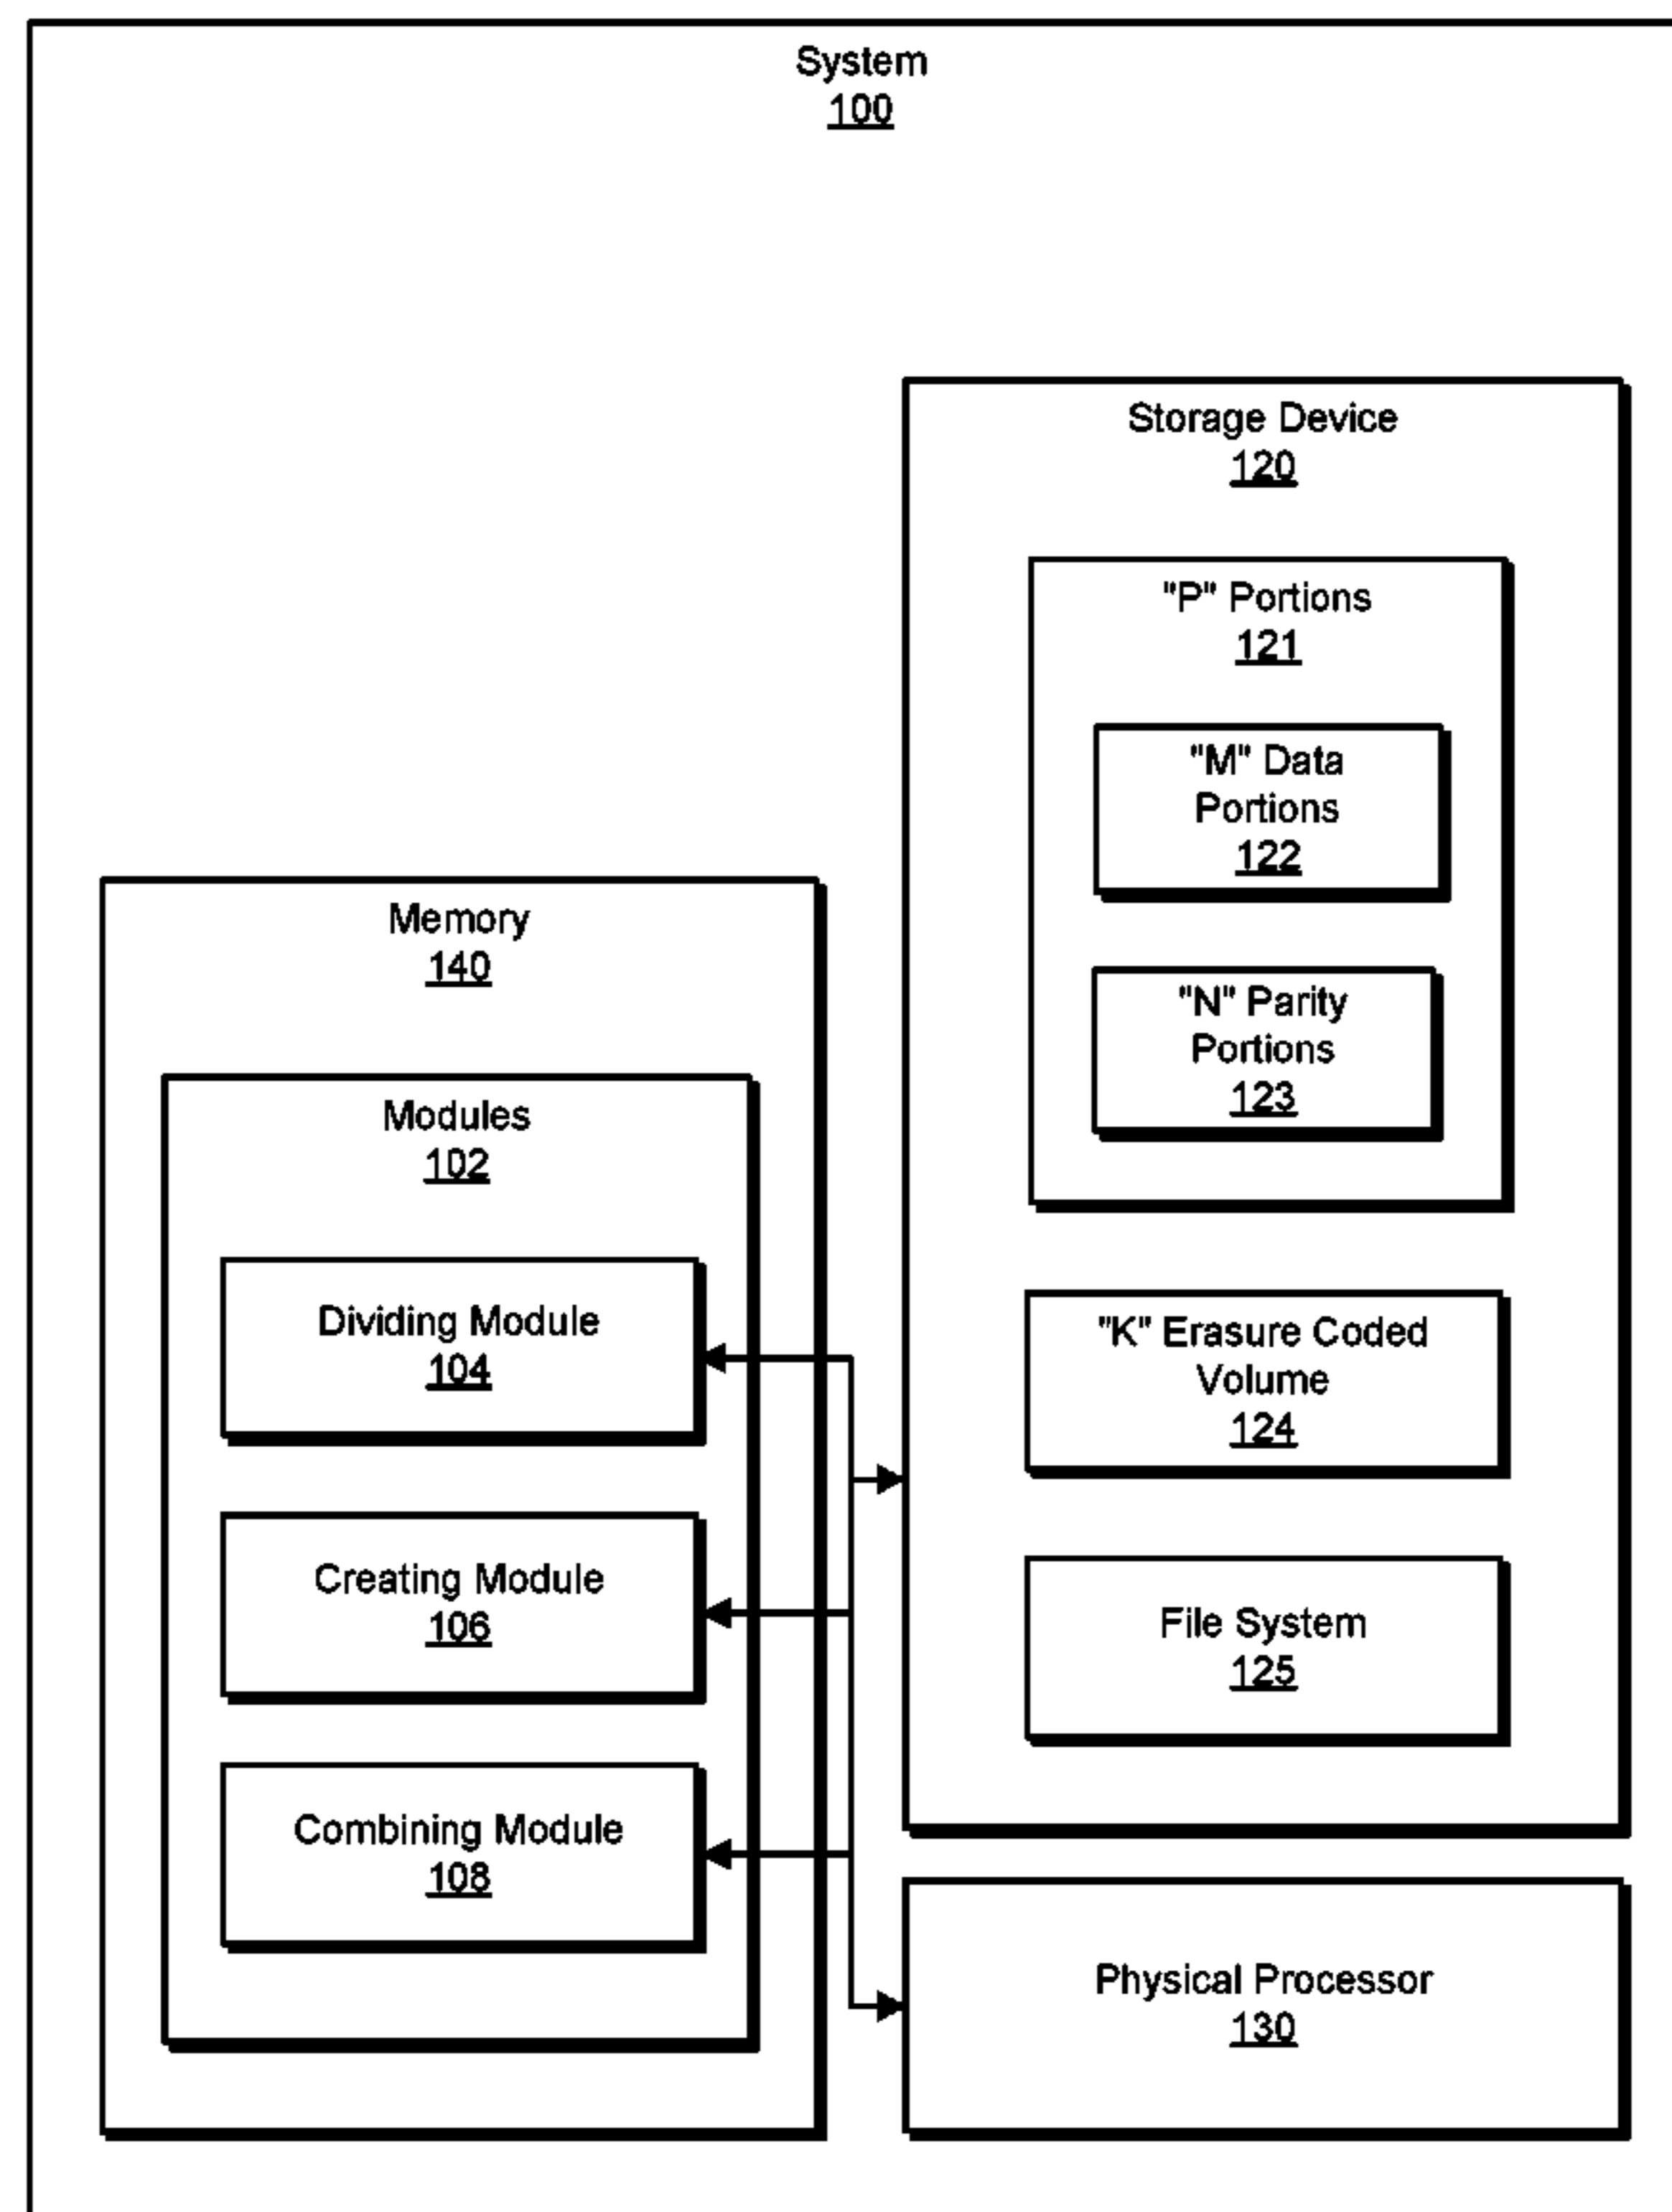 System
100
Storage Device
120
"P" Portions
121
"M" Data
Portions
122
"N" Parity
Portions
123
"K" Erasure Coded
Volume
124
File System
125
Memory
140
Modules
102
Dividing Module
104
Creating Module
106
Combining Module
108
Physical Processor
130